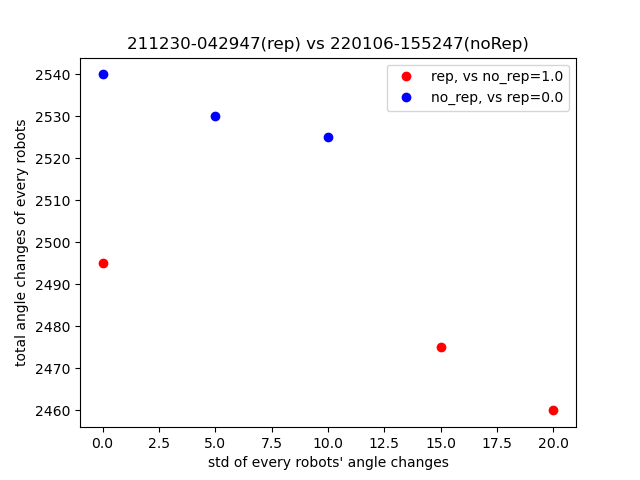 211230-042947(rep) vs 220106-155247(noRep)
rep, vs no_rep=1.0
no_rep, vs rep=0.0
total angle changes of every robots
2540
2530
2520
2510
2500
2490
2480
2470
2460
0.0 2.5 5.0 7.5 10.0 12.5 15.0 17.5 20.0
std of every robots' angle changes